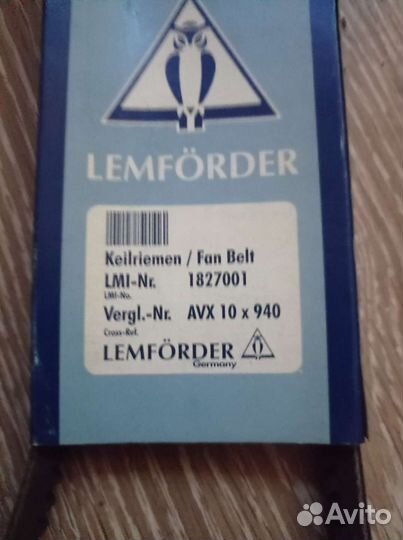 LEMFÖRDER
Keilriemen / Fan Belt
LMI-Nr. 1827001
LMI-No.
Vergl.-Nr. AVX 10 x 940
Cross-Ref.
LEMFÖRDER
Germany
Avito